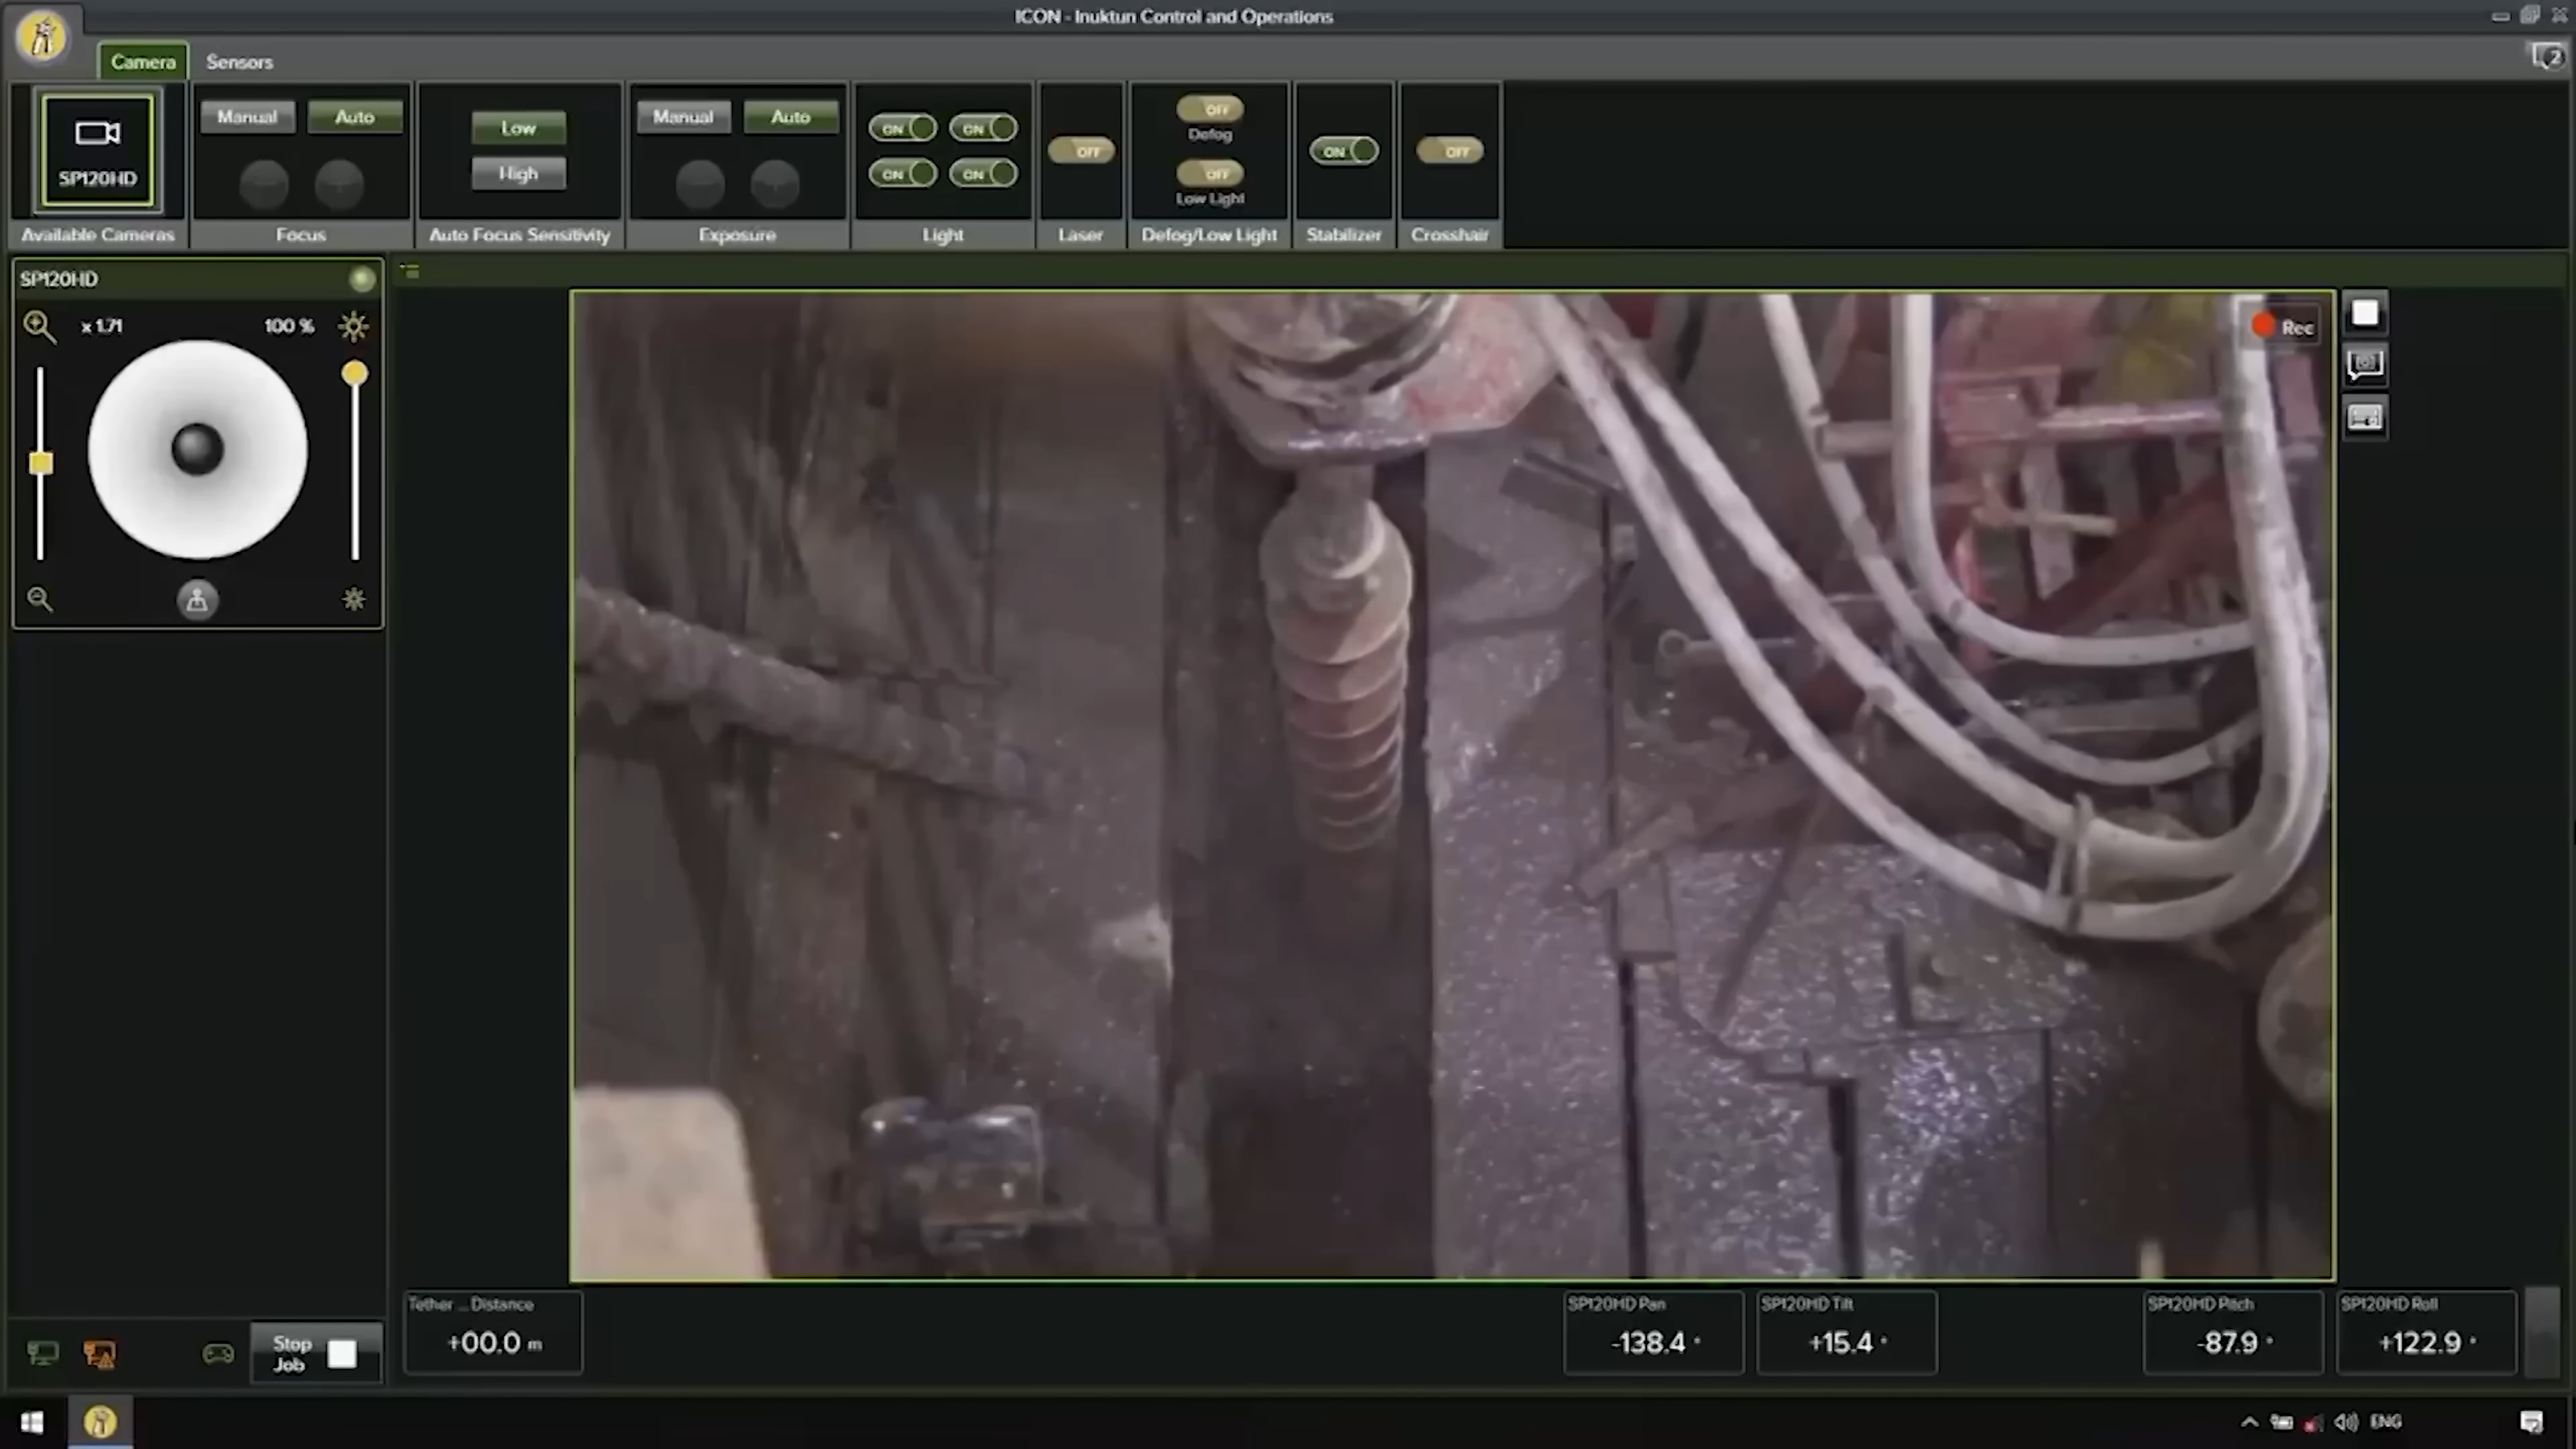 ICON - Inuktun Control and Operations
Camera Sensors
2
SP120HD
Available Cameras
Manual Auto
Focus
Low
High
Auto Focus Sensitivity
Manual Auto
Exposure
ON ON
ON ON
Light
OFF
Laser
OFF
Defog
OFF
Low Light
Defog/Low Light
ON
Stabilizer
OFF
Crosshair
SP120HD
x 1.71 100 %
Rec
Stop
Job
Tether ... Distance
+00.0 m
SP120HD Pan
-138.4 °
SP120HD Tilt
+15.4 °
SP120HD Pitch
-87.9 °
SP120HD Roll
+122.9 °
ENG